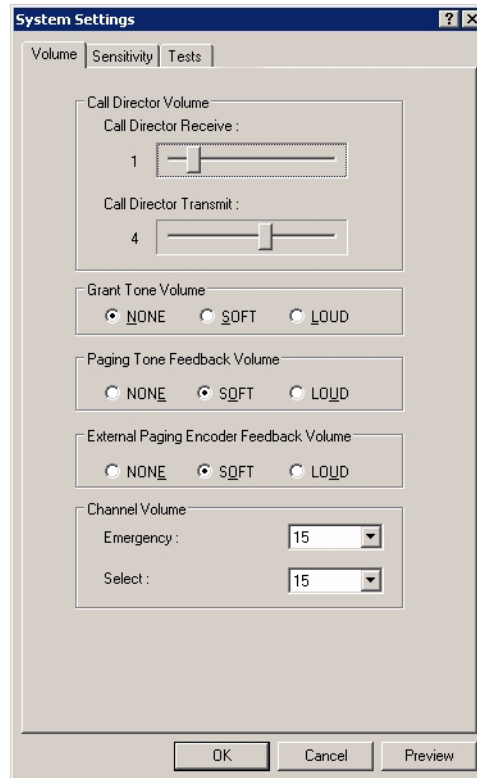 System Settings ? X
Volume Sensitivity Tests
Call Director Volume
Call Director Receive :
1
Call Director Transmit :
4
Grant Tone Volume
NONE SOFT LOUD
Paging Tone Feedback Volume
NONE SOFT LOUD
External Paging Encoder Feedback Volume
NONE SOFT LOUD
Channel Volume
Emergency : 15
Select : 15
OK Cancel Preview